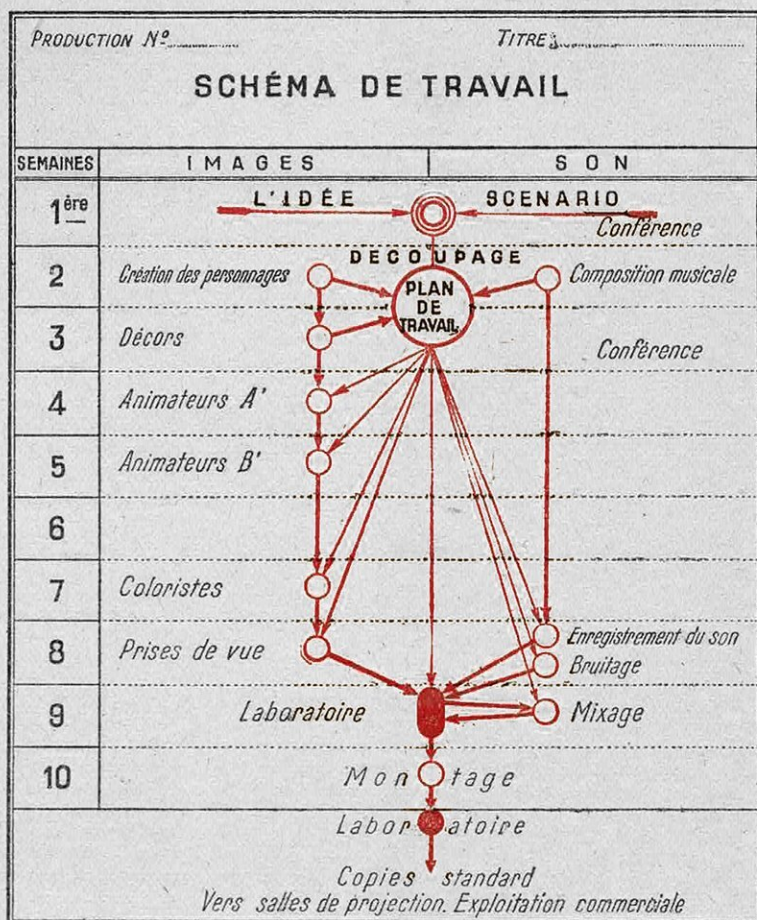 PRODUCTION Nº TITRE:
SCHÉMA DE TRAVAIL
SEMAINES IMAGES SON
1ère L'IDÉE SCENARIO
Conférence
DECOUPAGE
2 Création des personnages Composition musicale
PLAN
DE
TRAVAIL
3 Décors Conférence
4 Animateurs A'
5 Animateurs B'
6
7 Coloristes
Enregistrement du son
8 Prises de vue
Bruitage
9 Laboratoire Mixage
10 Montage
Laboratoire
Copies standard
Vers salles de projection. Exploitation commerciale